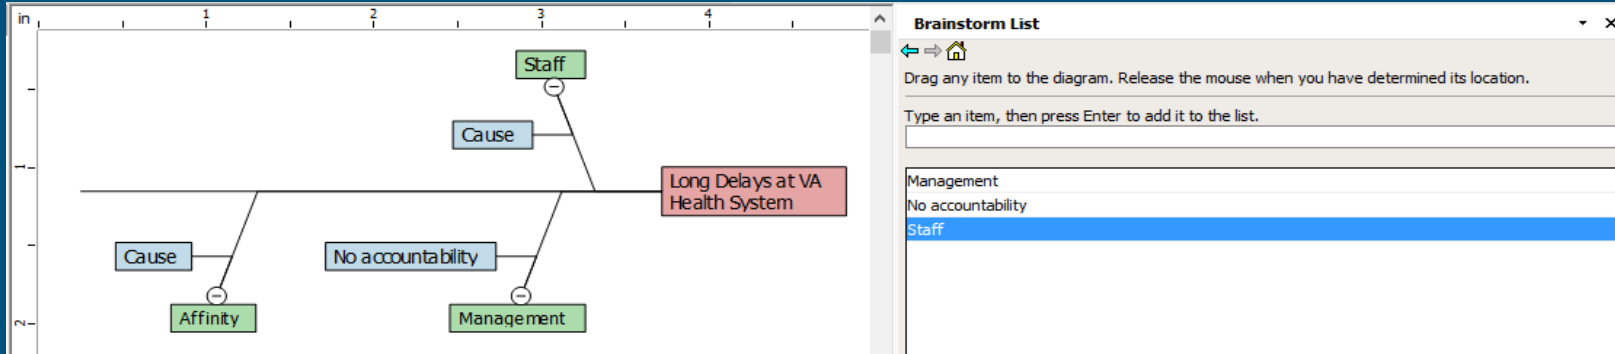 in 1 2 3 4
Staff
Cause
1
Long Delays at VA
Health System
Cause
No accountability
Affinity
Management
2
Brainstorm List
Drag any item to the diagram. Release the mouse when you have determined its location.
Type an item, then press Enter to add it to the list.
Management
No accountability
Staff